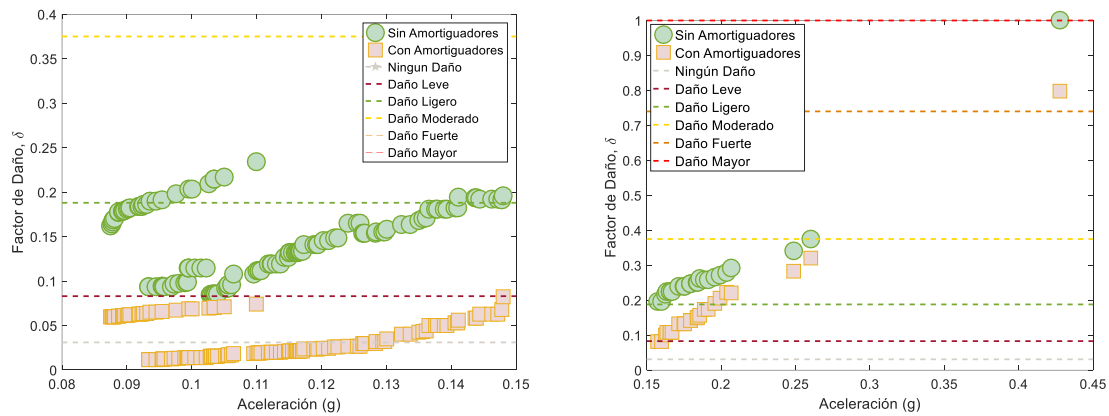 0.4
0.35
0.3
0.25
0.2
0.15
0.1
0.05
0
Factor de Daño, δ
Sin Amortiguadores
Con Amortiguadores
Ningun Daño
Daño Leve
Daño Ligero
Daño Moderado
Daño Fuerte
Daño Mayor
0.08 0.09 0.1 0.11 0.12 0.13 0.14 0.15
Aceleración (g)
1
0.9
0.8
0.7
0.6
0.5
0.4
0.3
0.2
0.1
0
Factor de Daño, δ
Sin Amortiguadores
Con Amortiguadores
Ningún Daño
Daño Leve
Daño Ligero
Daño Moderado
Daño Fuerte
Daño Mayor
0.15 0.2 0.25 0.3 0.35 0.4 0.45
Aceleración (g)